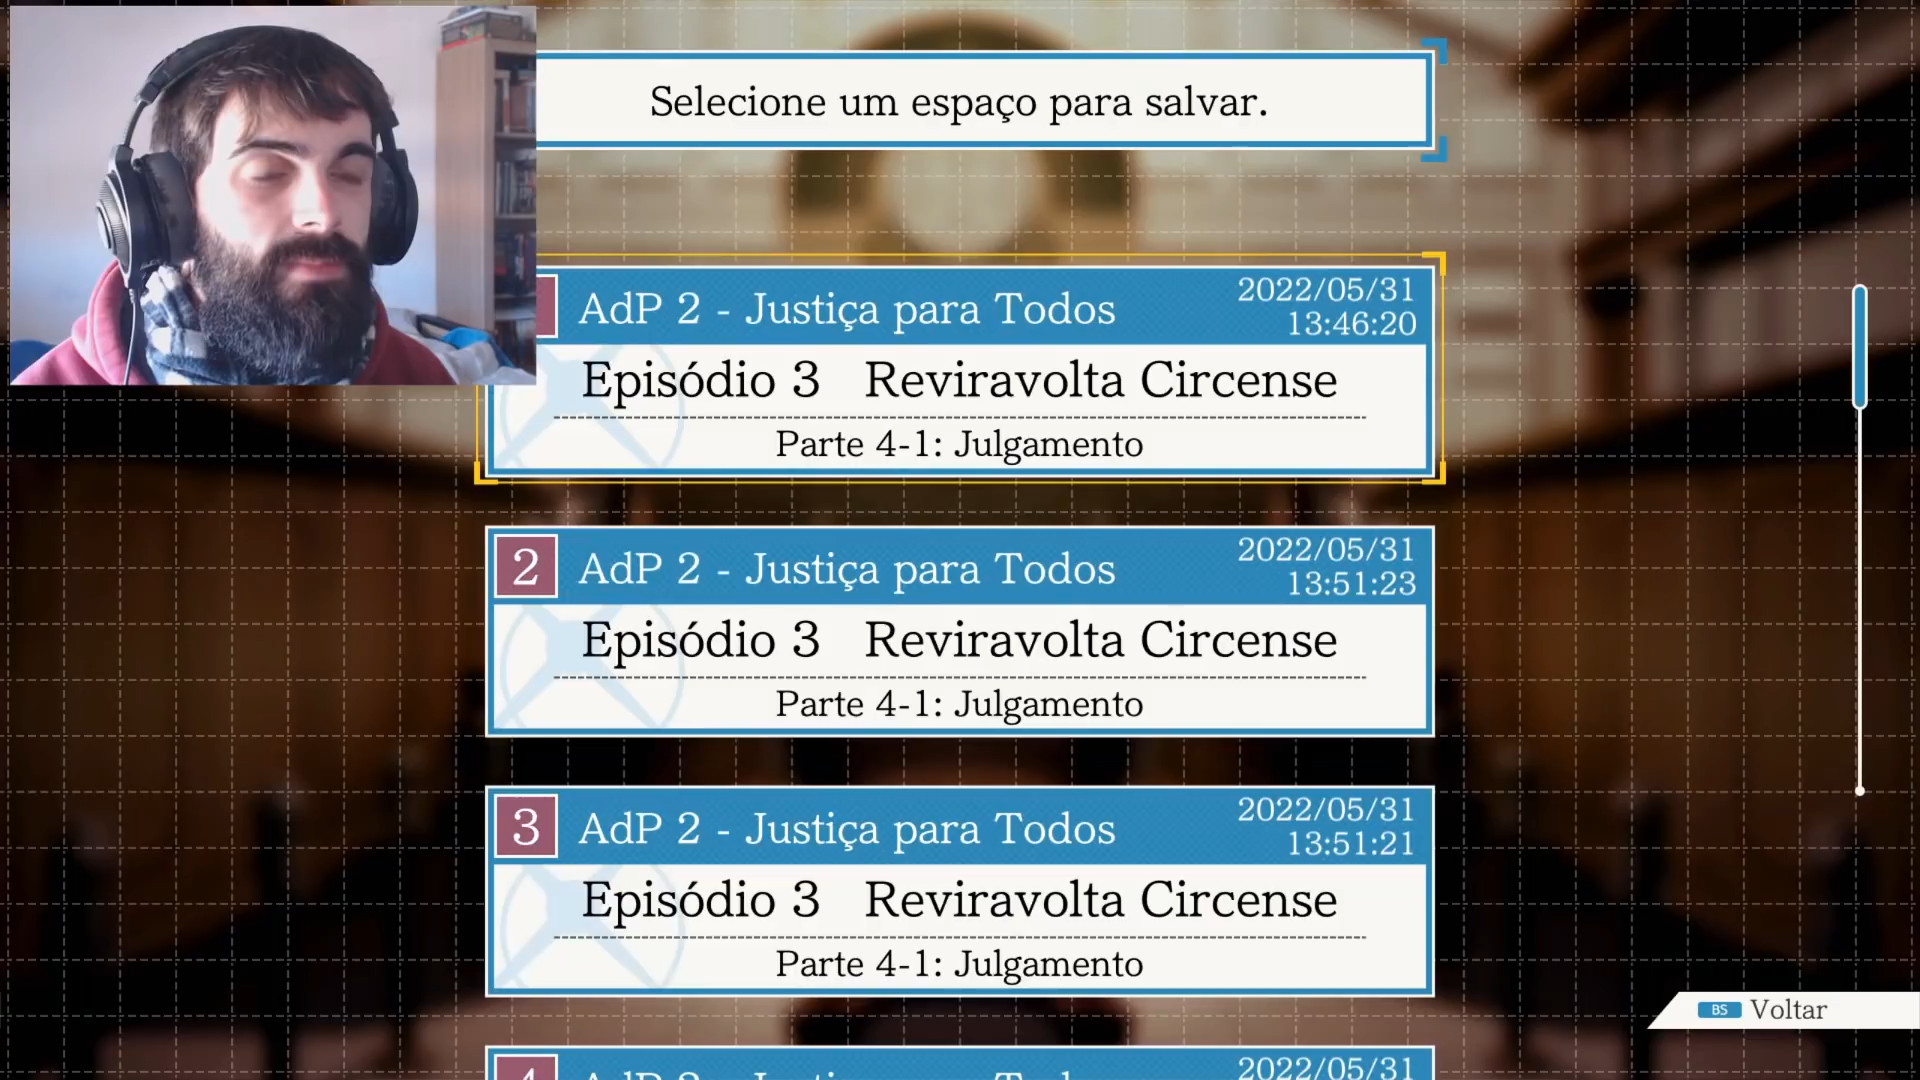 Selecione um espaço para salvar.
AdP 2 - Justiça para Todos
2022/05/31
13:46:20
Episódio 3 Reviravolta Circense
Parte 4-1: Julgamento
2
AdP 2 - Justiça para Todos
2022/05/31
13:51:23
Episódio 3 Reviravolta Circense
Parte 4-1: Julgamento
3
AdP 2 - Justiça para Todos
2022/05/31
13:51:21
Episódio 3 Reviravolta Circense
Parte 4-1: Julgamento
BS Voltar
2022/05/31